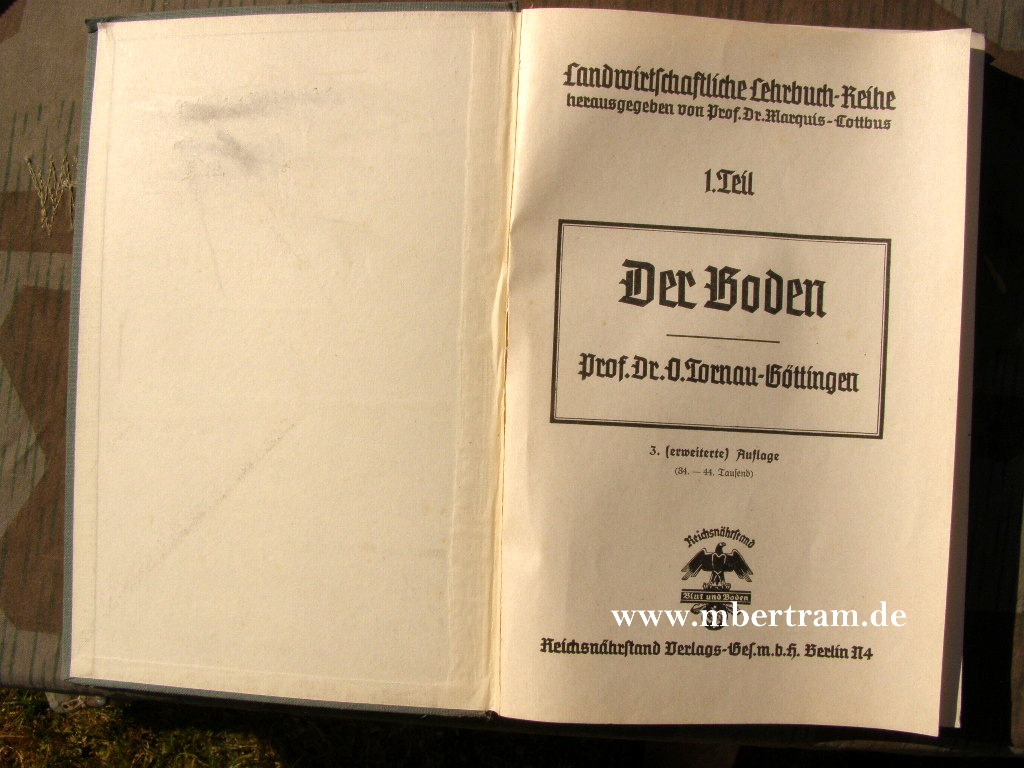 Landwirtschaftliche Lehrbuch-Reihe
herausgegeben von Prof. Dr. Marquis-Cottbus
1. Teil
Der Boden
Prof. Dr. O. Tornau-Göttingen
3. (erweiterte) Auflage
(34. — 44. Tausend)
Reichsnährstand
Blut und Boden
www.mbertram.de
Reichsnährstand Verlags-Ges. m. b. H. Berlin N4